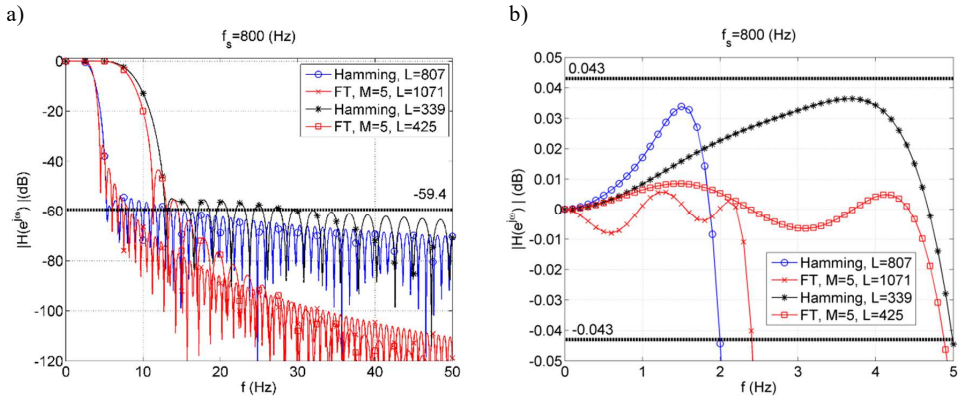 a)
f_s=800 (Hz)
0
-20
-40
-60
-80
-100
-120
|H(e^jω) |(dB)
Hamming, L=807
FT, M=5, L=1071
Hamming, L=339
FT, M=5, L=425
-59.4
0 10 20 30 40 50
f (Hz)
b)
f_s=800 (Hz)
0.05
0.04
0.03
0.02
0.01
0
-0.01
-0.02
-0.03
-0.04
-0.05
|H(e^jω) |(dB)
0.043
Hamming, L=807
FT, M=5, L=1071
Hamming, L=339
FT, M=5, L=425
-0.043
0 1 2 3 4 5
f (Hz)